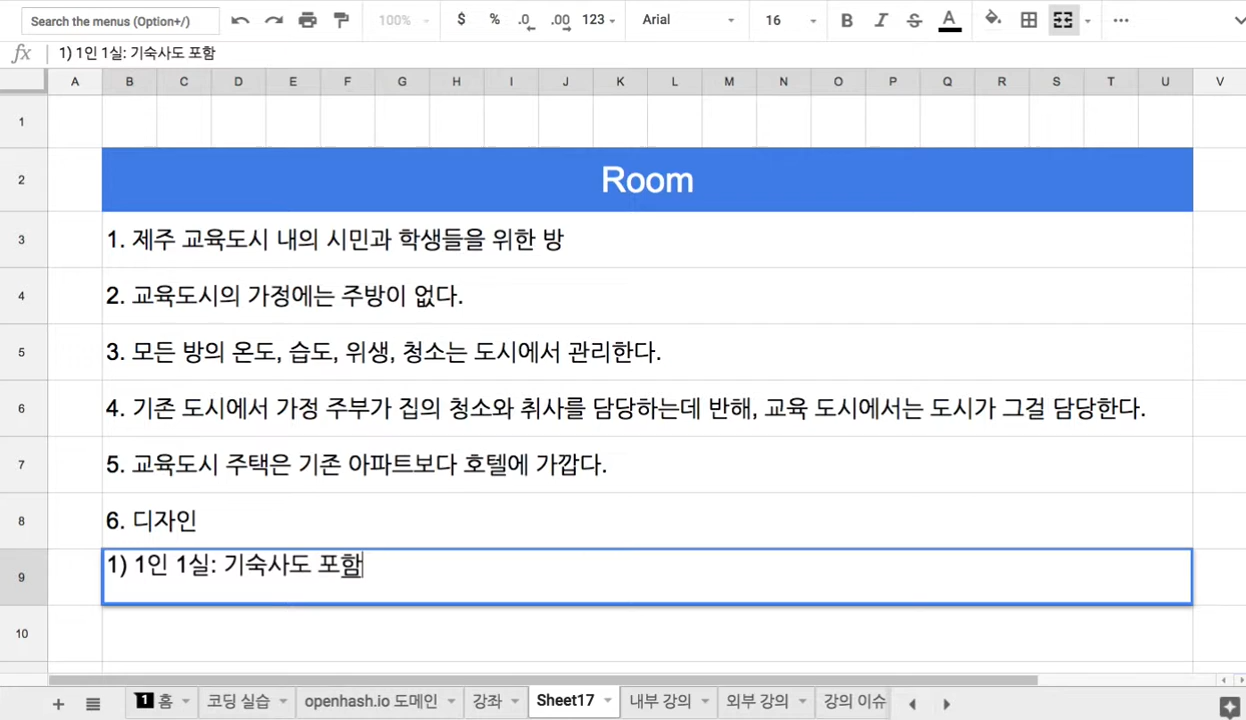 Search the menus (Option+/)
100%
$ % .0 .00 123
Arial
16
B I S A
fx 1) 1인 1실: 기숙사도 포함
A B C D E F G H I J K L M N O P Q R S T U V
1
2 Room
3 1. 제주 교육도시 내의 시민과 학생들을 위한 방
4 2. 교육도시의 가정에는 주방이 없다.
5 3. 모든 방의 온도, 습도, 위생, 청소는 도시에서 관리한다.
6 4. 기존 도시에서 가정 주부가 집의 청소와 취사를 담당하는데 반해, 교육 도시에서는 도시가 그걸 담당한다.
7 5. 교육도시 주택은 기존 아파트보다 호텔에 가깝다.
8 6. 디자인
9 1) 1인 1실: 기숙사도 포함
10
1 홈 코딩 실습 openhash.io 도메인 강좌 Sheet17 내부 강의 외부 강의 강의 이슈